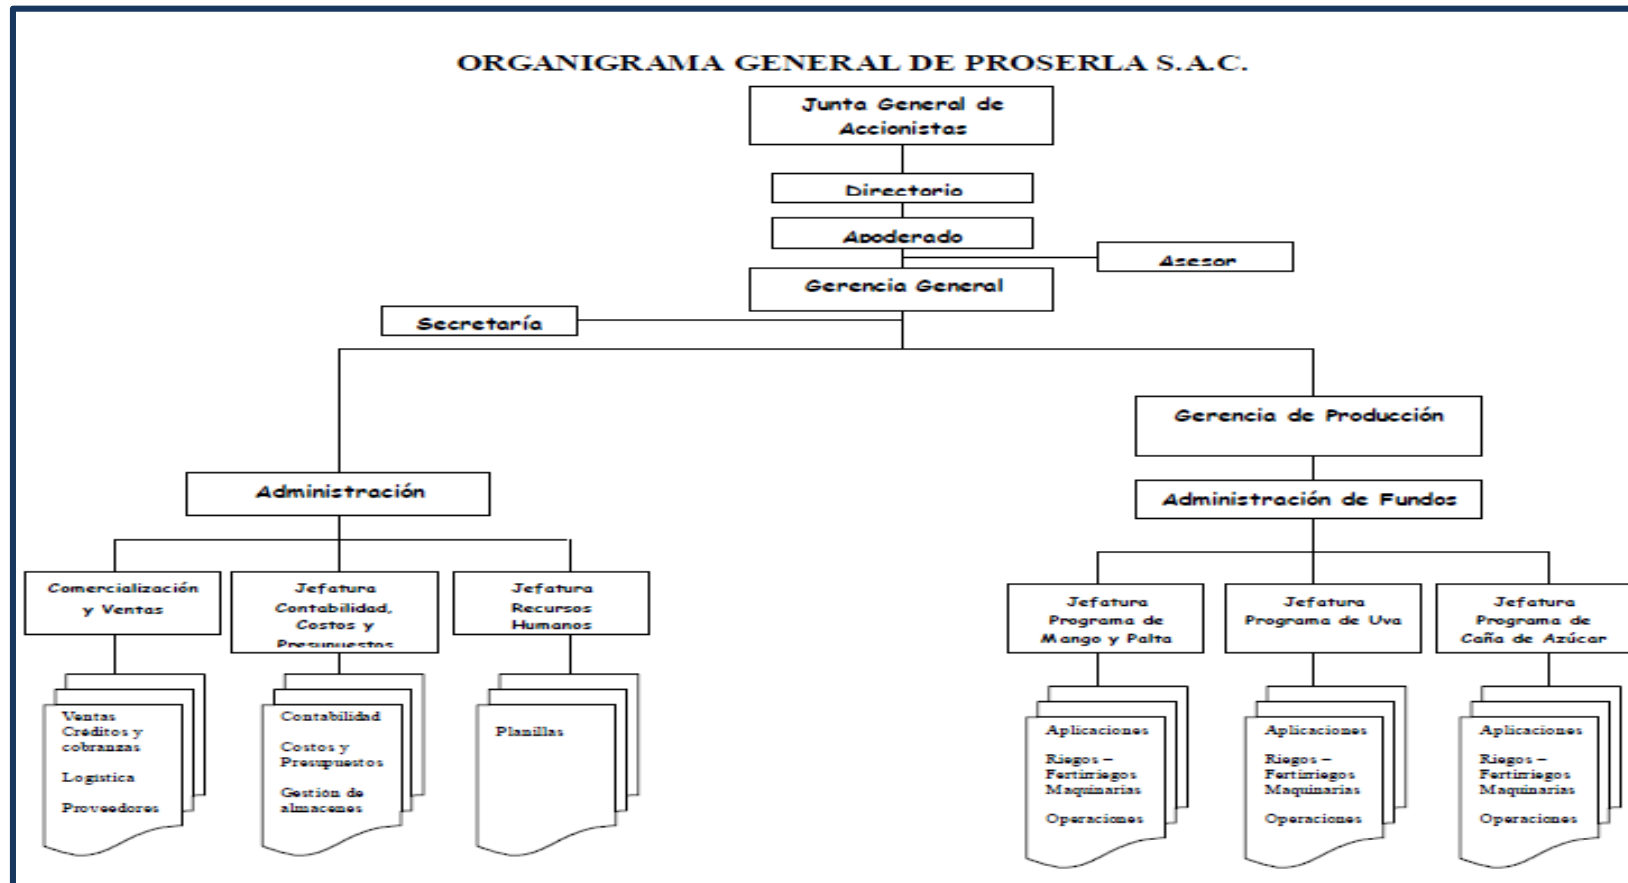 ORGANIGRAMA GENERAL DE PROSERLA S.A.C.
Junta General de
Accionistas
Directorio
Apoderado
Asesor
Gerencia General
Secretaría
Gerencia de Producción
Administración
Administración de Fundos
Comercialización
y Ventas
Jefatura
Contabilidad,
Costos y
Presupuestos
Jefatura
Recursos
Humanos
Jefatura
Programa de
Mango y Palta
Jefatura
Programa de Uva
Jefatura
Programa de
Caña de Azúcar
Ventas
Créditos y
cobranzas
Logística
Proveedores
Contabilidad
Costos y
Presupuestos
Gestión de
almacenes
Planillas
Aplicaciones
Riegos –
Fertirriegos
Maquinarias
Operaciones
Aplicaciones
Riegos –
Fertirriegos
Maquinarias
Operaciones
Aplicaciones
Riegos –
Fertirriegos
Maquinarias
Operaciones